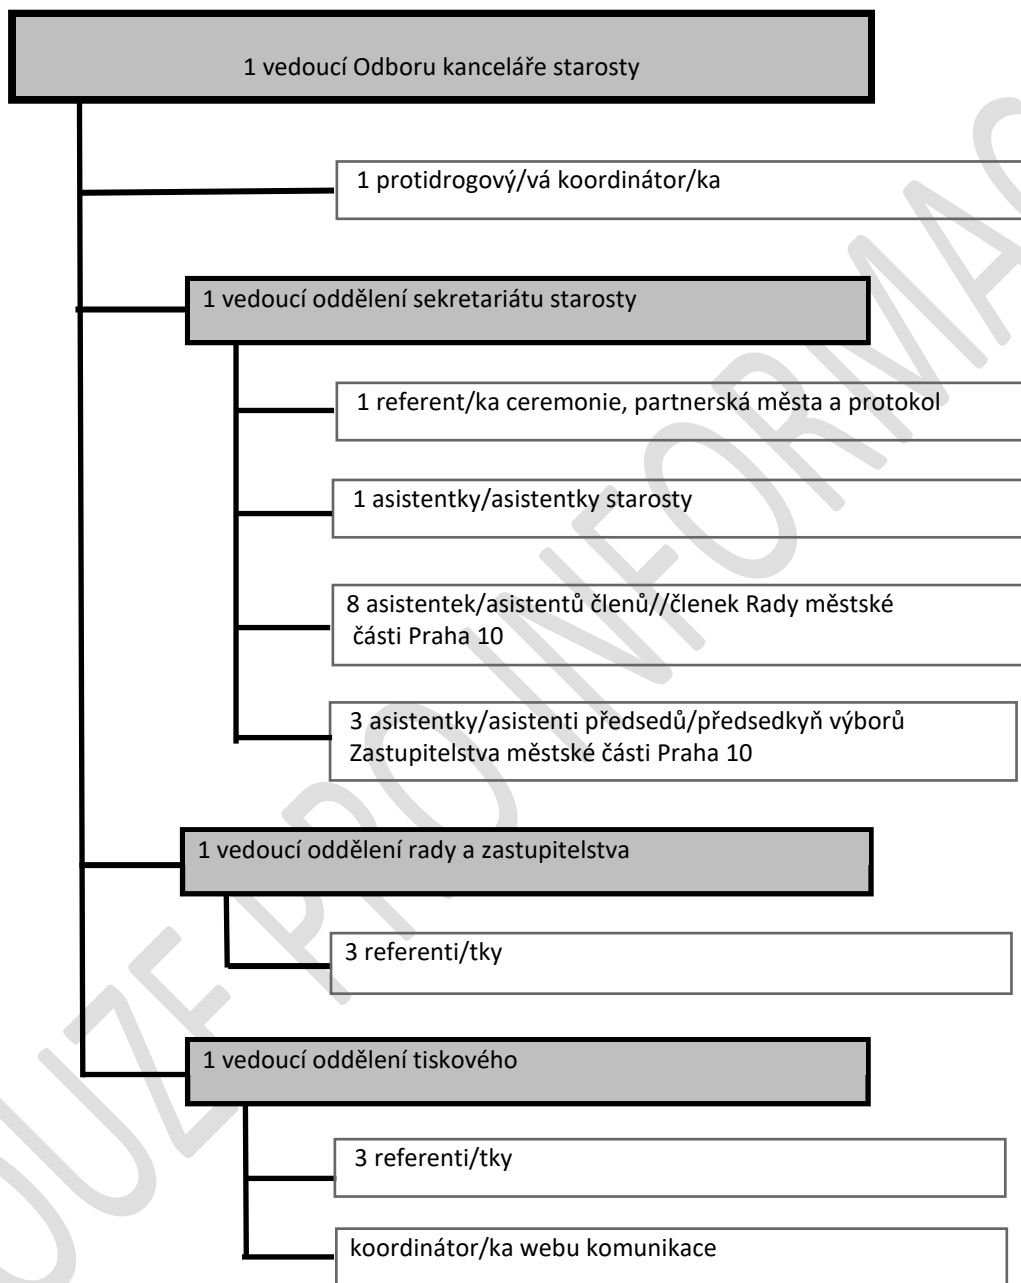 1 vedoucí Odboru kanceláře starosty
1 protidrogový/vá koordinátor/ka
1 vedoucí oddělení sekretariátu starosty
1 referent/ka ceremonie, partnerská města a protokol
1 asistentky/asistentky starosty
8 asistentek/asistentů členů//členek Rady městské
části Praha 10
3 asistentky/asistenti předsedů/předsedkyň výborů
Zastupitelstva městské části Praha 10
1 vedoucí oddělení rady a zastupitelstva
3 referenti/tky
1 vedoucí oddělení tiskového
3 referenti/tky
koordinátor/ka webu komunikace
OUZE PRO INFORMAC